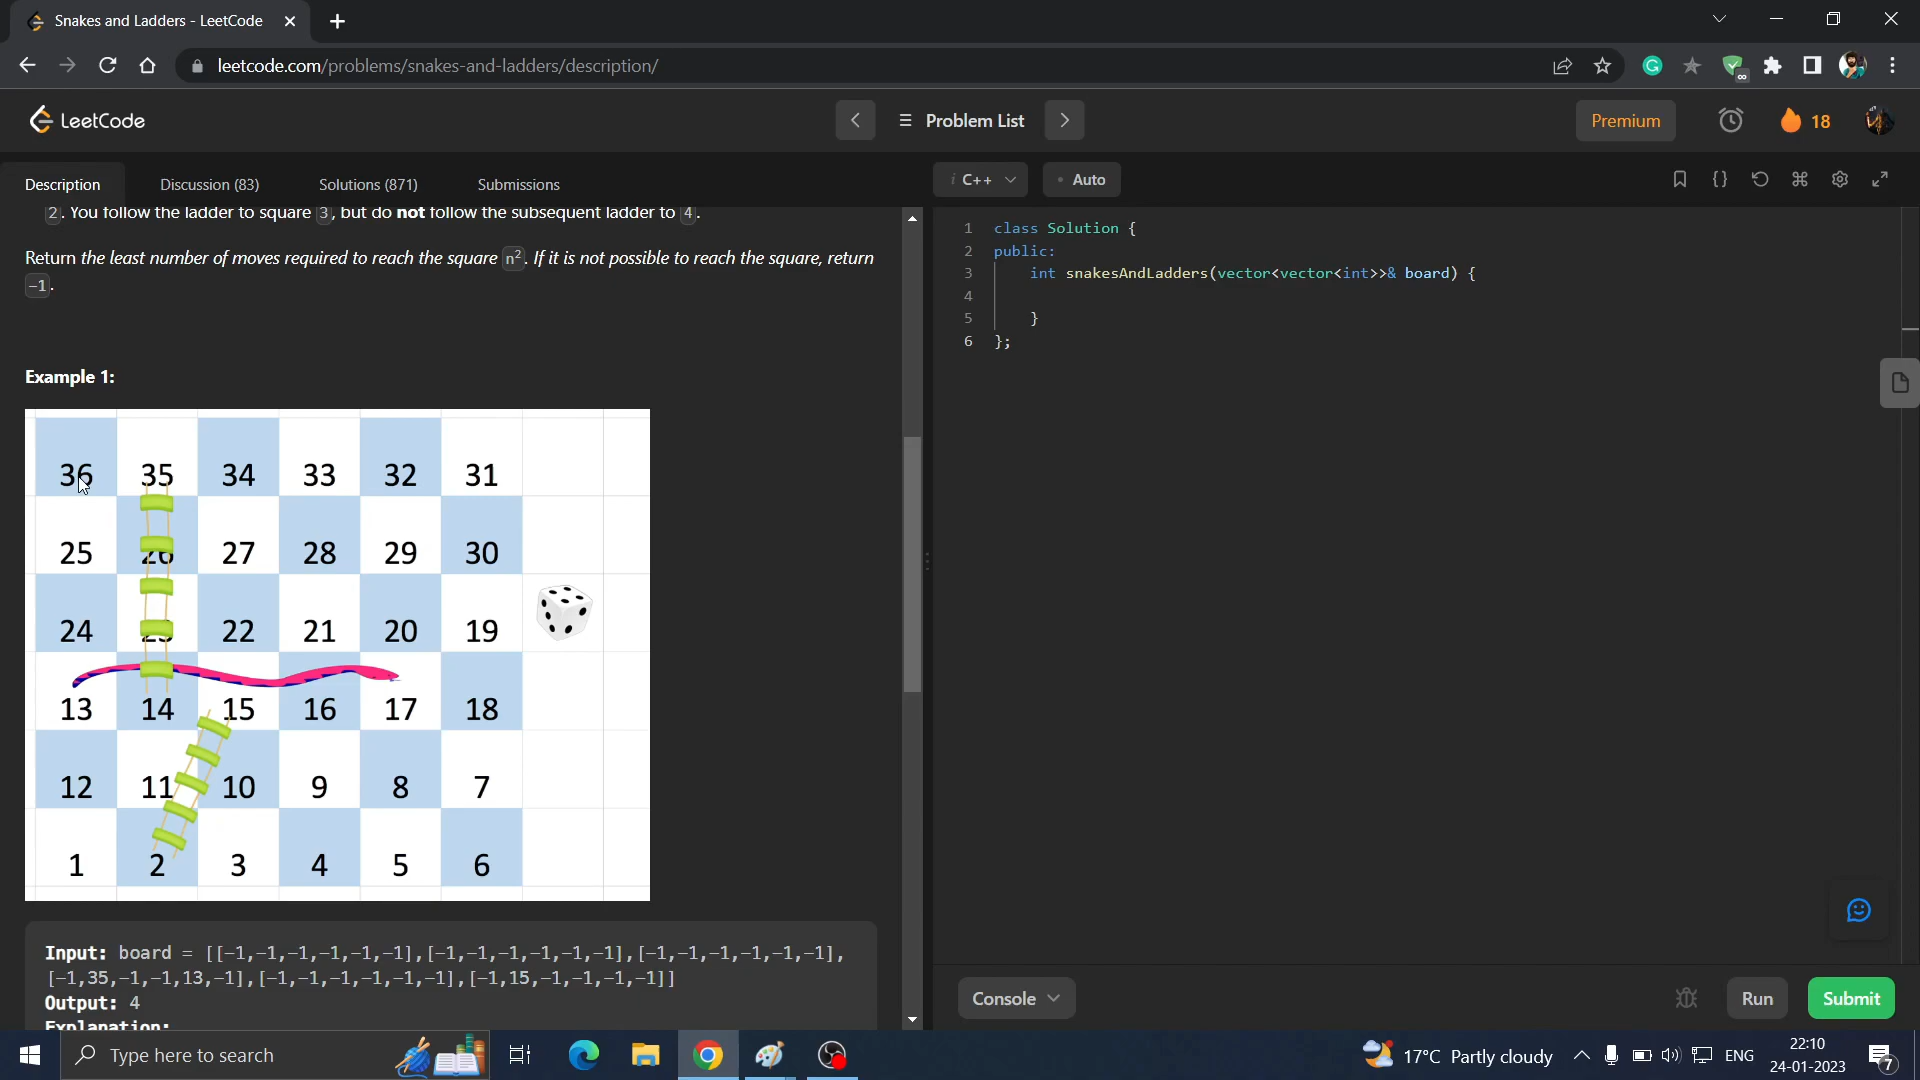 Snakes and Ladders - LeetCode
leetcode.com/problems/snakes-and-ladders/description/
LeetCode
Problem List
Premium
18
Description
Discussion (83)
Solutions (871)
Submissions
i C++
• Auto
2. You follow the ladder to square 3, but do not follow the subsequent ladder to 4.
Return the least number of moves required to reach the square n². If it is not possible to reach the square, return
-1.
Example 1:
36 35 34 33 32 31
25 26 27 28 29 30
24 23 22 21 20 19
13 14 15 16 17 18
12 11 10 9 8 7
1 2 3 4 5 6
Input: board = [[-1,-1,-1,-1,-1,-1],[-1,-1,-1,-1,-1,-1],[-1,-1,-1,-1,-1,-1],
[-1,35,-1,-1,13,-1],[-1,-1,-1,-1,-1,-1],[-1,15,-1,-1,-1,-1]]
Output: 4
Explanation:
1 class Solution {
2 public:
3 int snakesAndLadders(vector<vector<int>>& board) {
4
5 }
6 };
Console
Run
Submit
Type here to search
17°C Partly cloudy
ENG
22:10
24-01-2023
7